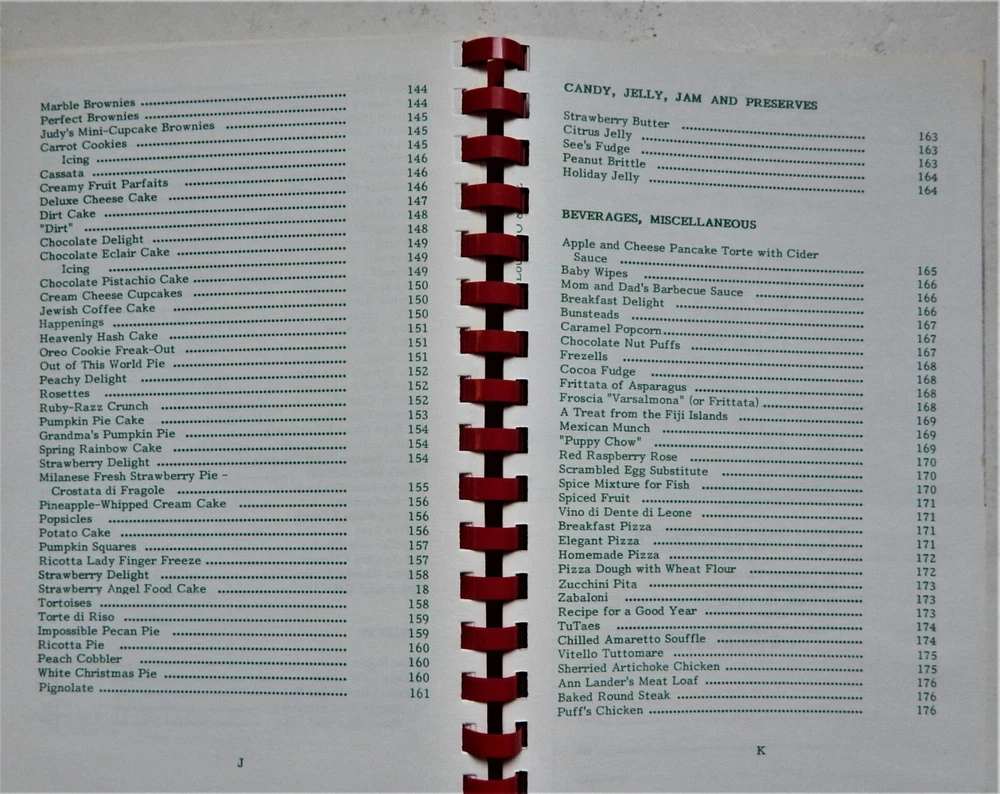 Marble Brownies 144
Perfect Brownies 144
Judy's Mini-Cupcake Brownies 145
Carrot Cookies 145
Icing 145
Cassata 146
Creamy Fruit Parfaits 146
Deluxe Cheese Cake 146
Dirt Cake 147
"Dirt" 148
Chocolate Delight 148
Chocolate Eclair Cake 149
Icing 149
Chocolate Pistachio Cake 149
Cream Cheese Cupcakes 150
Jewish Coffee Cake 150
Happenings 150
Heavenly Hash Cake 151
Oreo Cookie Freak-Out 151
Out of This World Pie 151
Peachy Delight 152
Rosettes 152
Ruby-Razz Crunch 152
Pumpkin Pie Cake 153
Grandma's Pumpkin Pie 154
Spring Rainbow Cake 154
Strawberry Delight 154
Milanese Fresh Strawberry Pie -
Crostata di Fragole 155
Pineapple-Whipped Cream Cake 156
Popsicles 156
Potato Cake 156
Pumpkin Squares 157
Ricotta Lady Finger Freeze 157
Strawberry Delight 158
Strawberry Angel Food Cake 18
Tortoises 158
Torte di Riso 159
Impossible Pecan Pie 159
Ricotta Pie 160
Peach Cobbler 160
White Christmas Pie 160
Pignolate 161
J
CANDY, JELLY, JAM AND PRESERVES
Strawberry Butter 163
Citrus Jelly 163
See's Fudge 163
Peanut Brittle 164
Holiday Jelly 164
BEVERAGES, MISCELLANEOUS
Apple and Cheese Pancake Torte with Cider
Sauce 165
Baby Wipes 166
Mom and Dad's Barbecue Sauce 166
Breakfast Delight 166
Bunsteads 167
Caramel Popcorn 167
Chocolate Nut Puffs 167
Frezells 168
Cocoa Fudge 168
Frittata of Asparagus 168
Froscia "Varsalmona" (or Frittata) 168
A Treat from the Fiji Islands 169
Mexican Munch 169
"Puppy Chow" 169
Red Raspberry Rose 170
Scrambled Egg Substitute 170
Spice Mixture for Fish 170
Spiced Fruit 171
Vino di Dente di Leone 171
Breakfast Pizza 171
Elegant Pizza 171
Homemade Pizza 172
Pizza Dough with Wheat Flour 172
Zucchini Pita 173
Zabaloni 173
Recipe for a Good Year 173
TuTaes 174
Chilled Amaretto Souffle 174
Vitello Tuttomare 175
Sherried Artichoke Chicken 175
Ann Lander's Meat Loaf 176
Baked Round Steak 176
Puff's Chicken 176
K